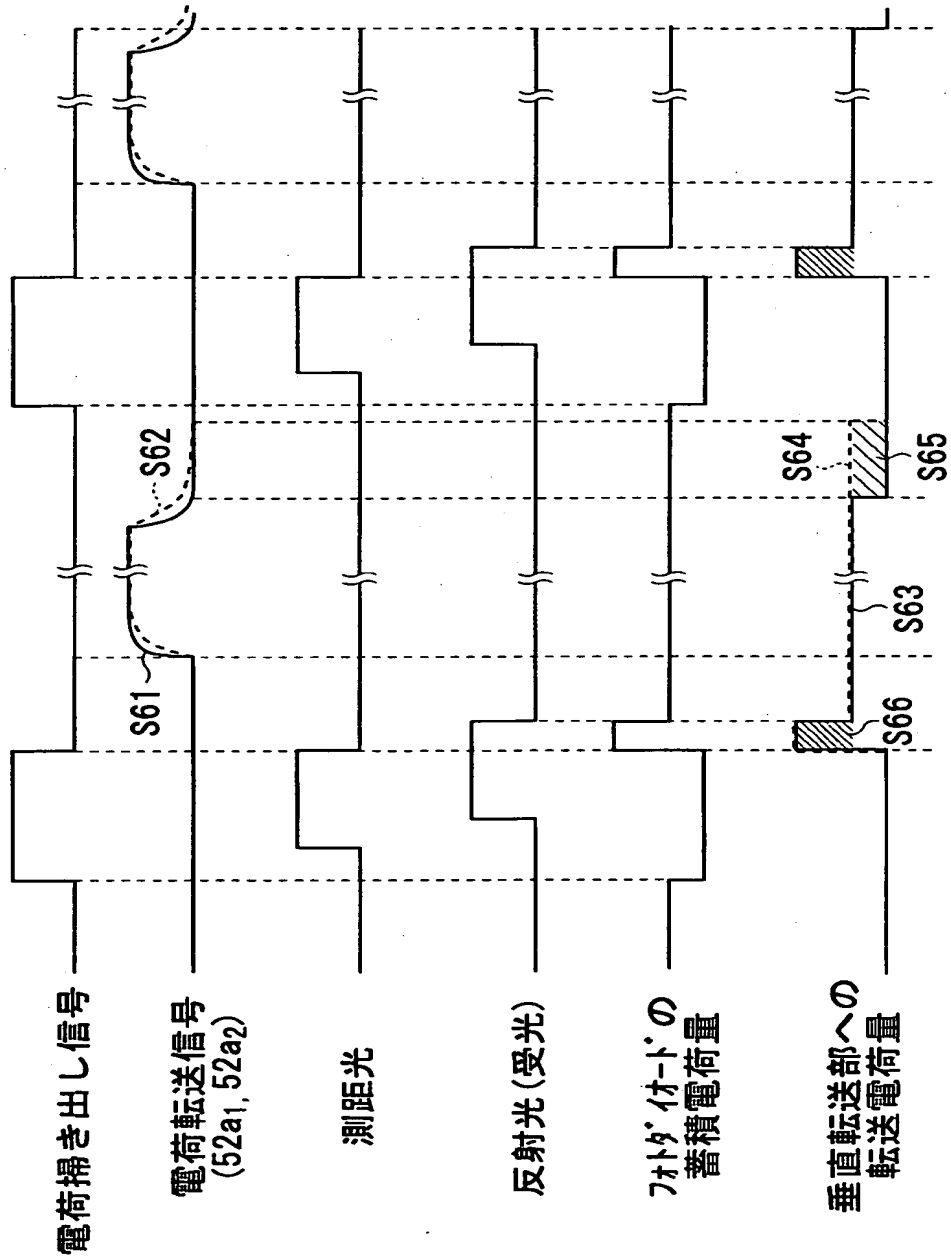 電荷掃き出し信号
電荷転送信号
(52a1, 52a2)
測距光
反射光(受光)
フォトダイオードの
蓄積電荷量
垂直転送部への
転送電荷量
S61
S62
S66
S63
S64
S65